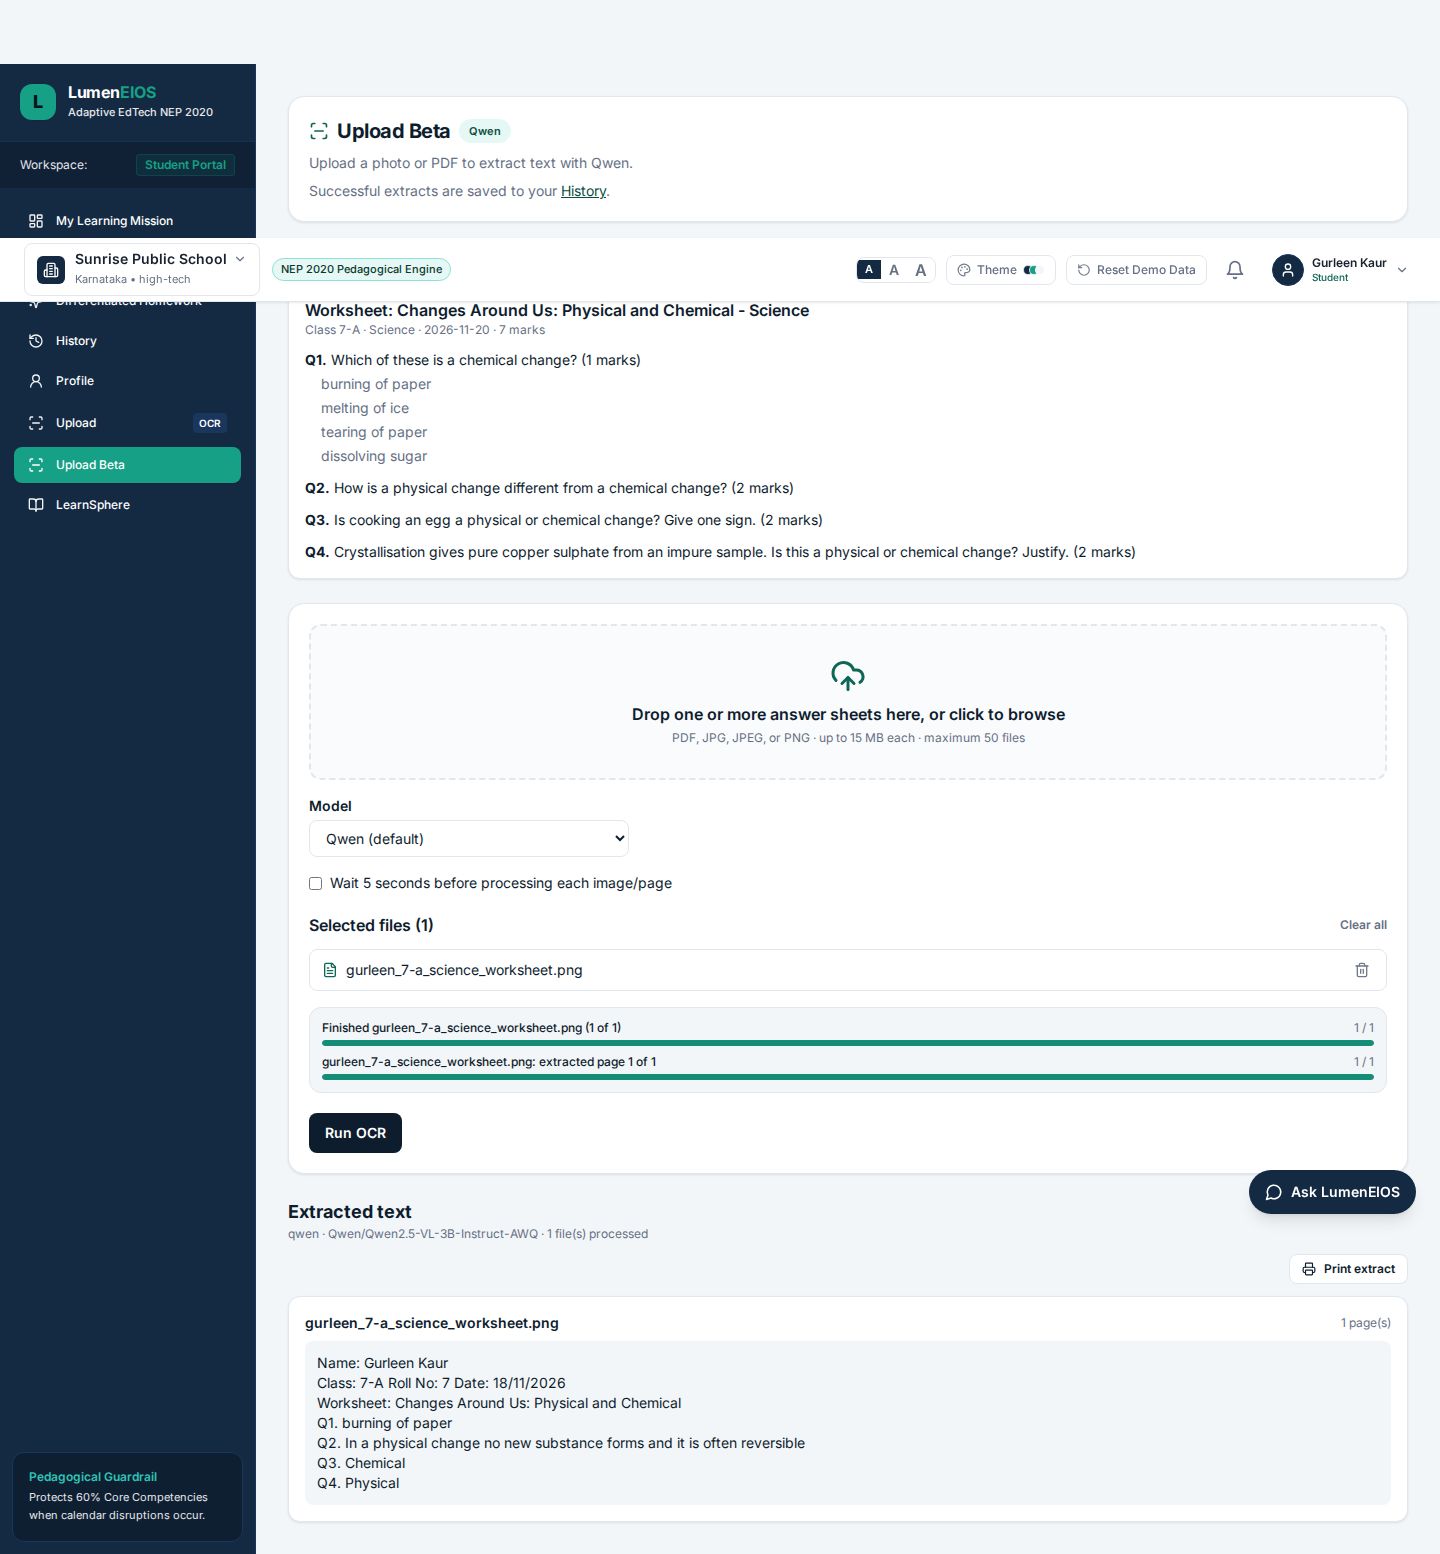 L
LumenEIOS
Adaptive EdTech NEP 2020
Workspace:
Student Portal
My Learning Mission
Upload Beta
Qwen
Upload a photo or PDF to extract text with Qwen.
Successful extracts are saved to your History.
Sunrise Public School
Karnataka • high-tech
NEP 2020 Pedagogical Engine
A A A
Theme
Reset Demo Data
Gurleen Kaur
Student
Differentiated Homework
History
Profile
Upload
OCR
Upload Beta
LearnSphere
Worksheet: Changes Around Us: Physical and Chemical - Science
Class 7-A · Science · 2026-11-20 · 7 marks
Q1. Which of these is a chemical change? (1 marks)
burning of paper
melting of ice
tearing of paper
dissolving sugar
Q2. How is a physical change different from a chemical change? (2 marks)
Q3. Is cooking an egg a physical or chemical change? Give one sign. (2 marks)
Q4. Crystallisation gives pure copper sulphate from an impure sample. Is this a physical or chemical change? Justify. (2 marks)
Drop one or more answer sheets here, or click to browse
PDF, JPG, JPEG, or PNG · up to 15 MB each · maximum 50 files
Model
Qwen (default)
Wait 5 seconds before processing each image/page
Selected files (1)
Clear all
gurleen_7-a_science_worksheet.png
Finished gurleen_7-a_science_worksheet.png (1 of 1)
1 / 1
gurleen_7-a_science_worksheet.png: extracted page 1 of 1
1 / 1
Run OCR
Ask LumenEIOS
Extracted text
qwen · Qwen/Qwen2.5-VL-3B-Instruct-AWQ · 1 file(s) processed
Print extract
gurleen_7-a_science_worksheet.png
1 page(s)
Name: Gurleen Kaur
Class: 7-A Roll No: 7 Date: 18/11/2026
Worksheet: Changes Around Us: Physical and Chemical
Q1. burning of paper
Q2. In a physical change no new substance forms and it is often reversible
Q3. Chemical
Q4. Physical
Pedagogical Guardrail
Protects 60% Core Competencies
when calendar disruptions occur.